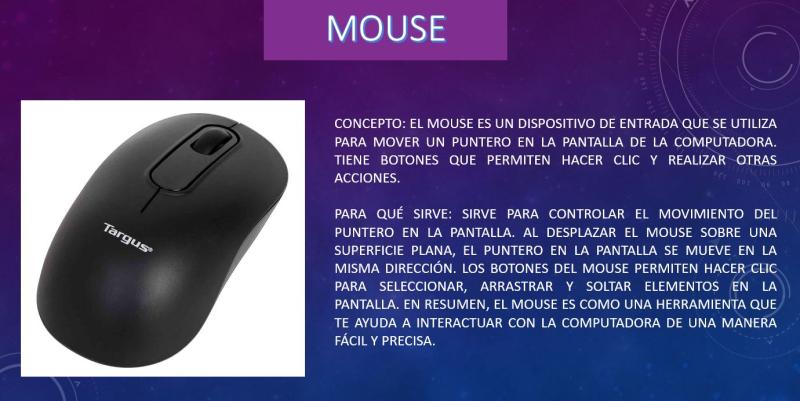 MOUSE
Targus
CONCEPTO: EL MOUSE ES UN DISPOSITIVO DE ENTRADA QUE SE UTILIZA
PARA MOVER UN PUNTERO EN LA PANTALLA DE LA COMPUTADORA.
TIENE BOTONES QUE PERMITEN HACER CLIC Y REALIZAR OTRAS
ACCIONES.
PARA QUÉ SIRVE: SIRVE PARA CONTROLAR EL MOVIMIENTO DEL
PUNTERO EN LA PANTALLA. AL DESPLAZAR EL MOUSE SOBRE UNA
SUPERFICIE PLANA, EL PUNTERO EN LA PANTALLA SE MUEVE EN LA
MISMA DIRECCIÓN. LOS BOTONES DEL MOUSE PERMITEN HACER CLIC
PARA SELECCIONAR, ARRASTRAR Y SOLTAR ELEMENTOS EN LA
PANTALLA. EN RESUMEN, EL MOUSE ES COMO UNA HERRAMIENTA QUE
TE AYUDA A INTERACTUAR CON LA COMPUTADORA DE UNA MANERA
FÁCIL Y PRECISA.